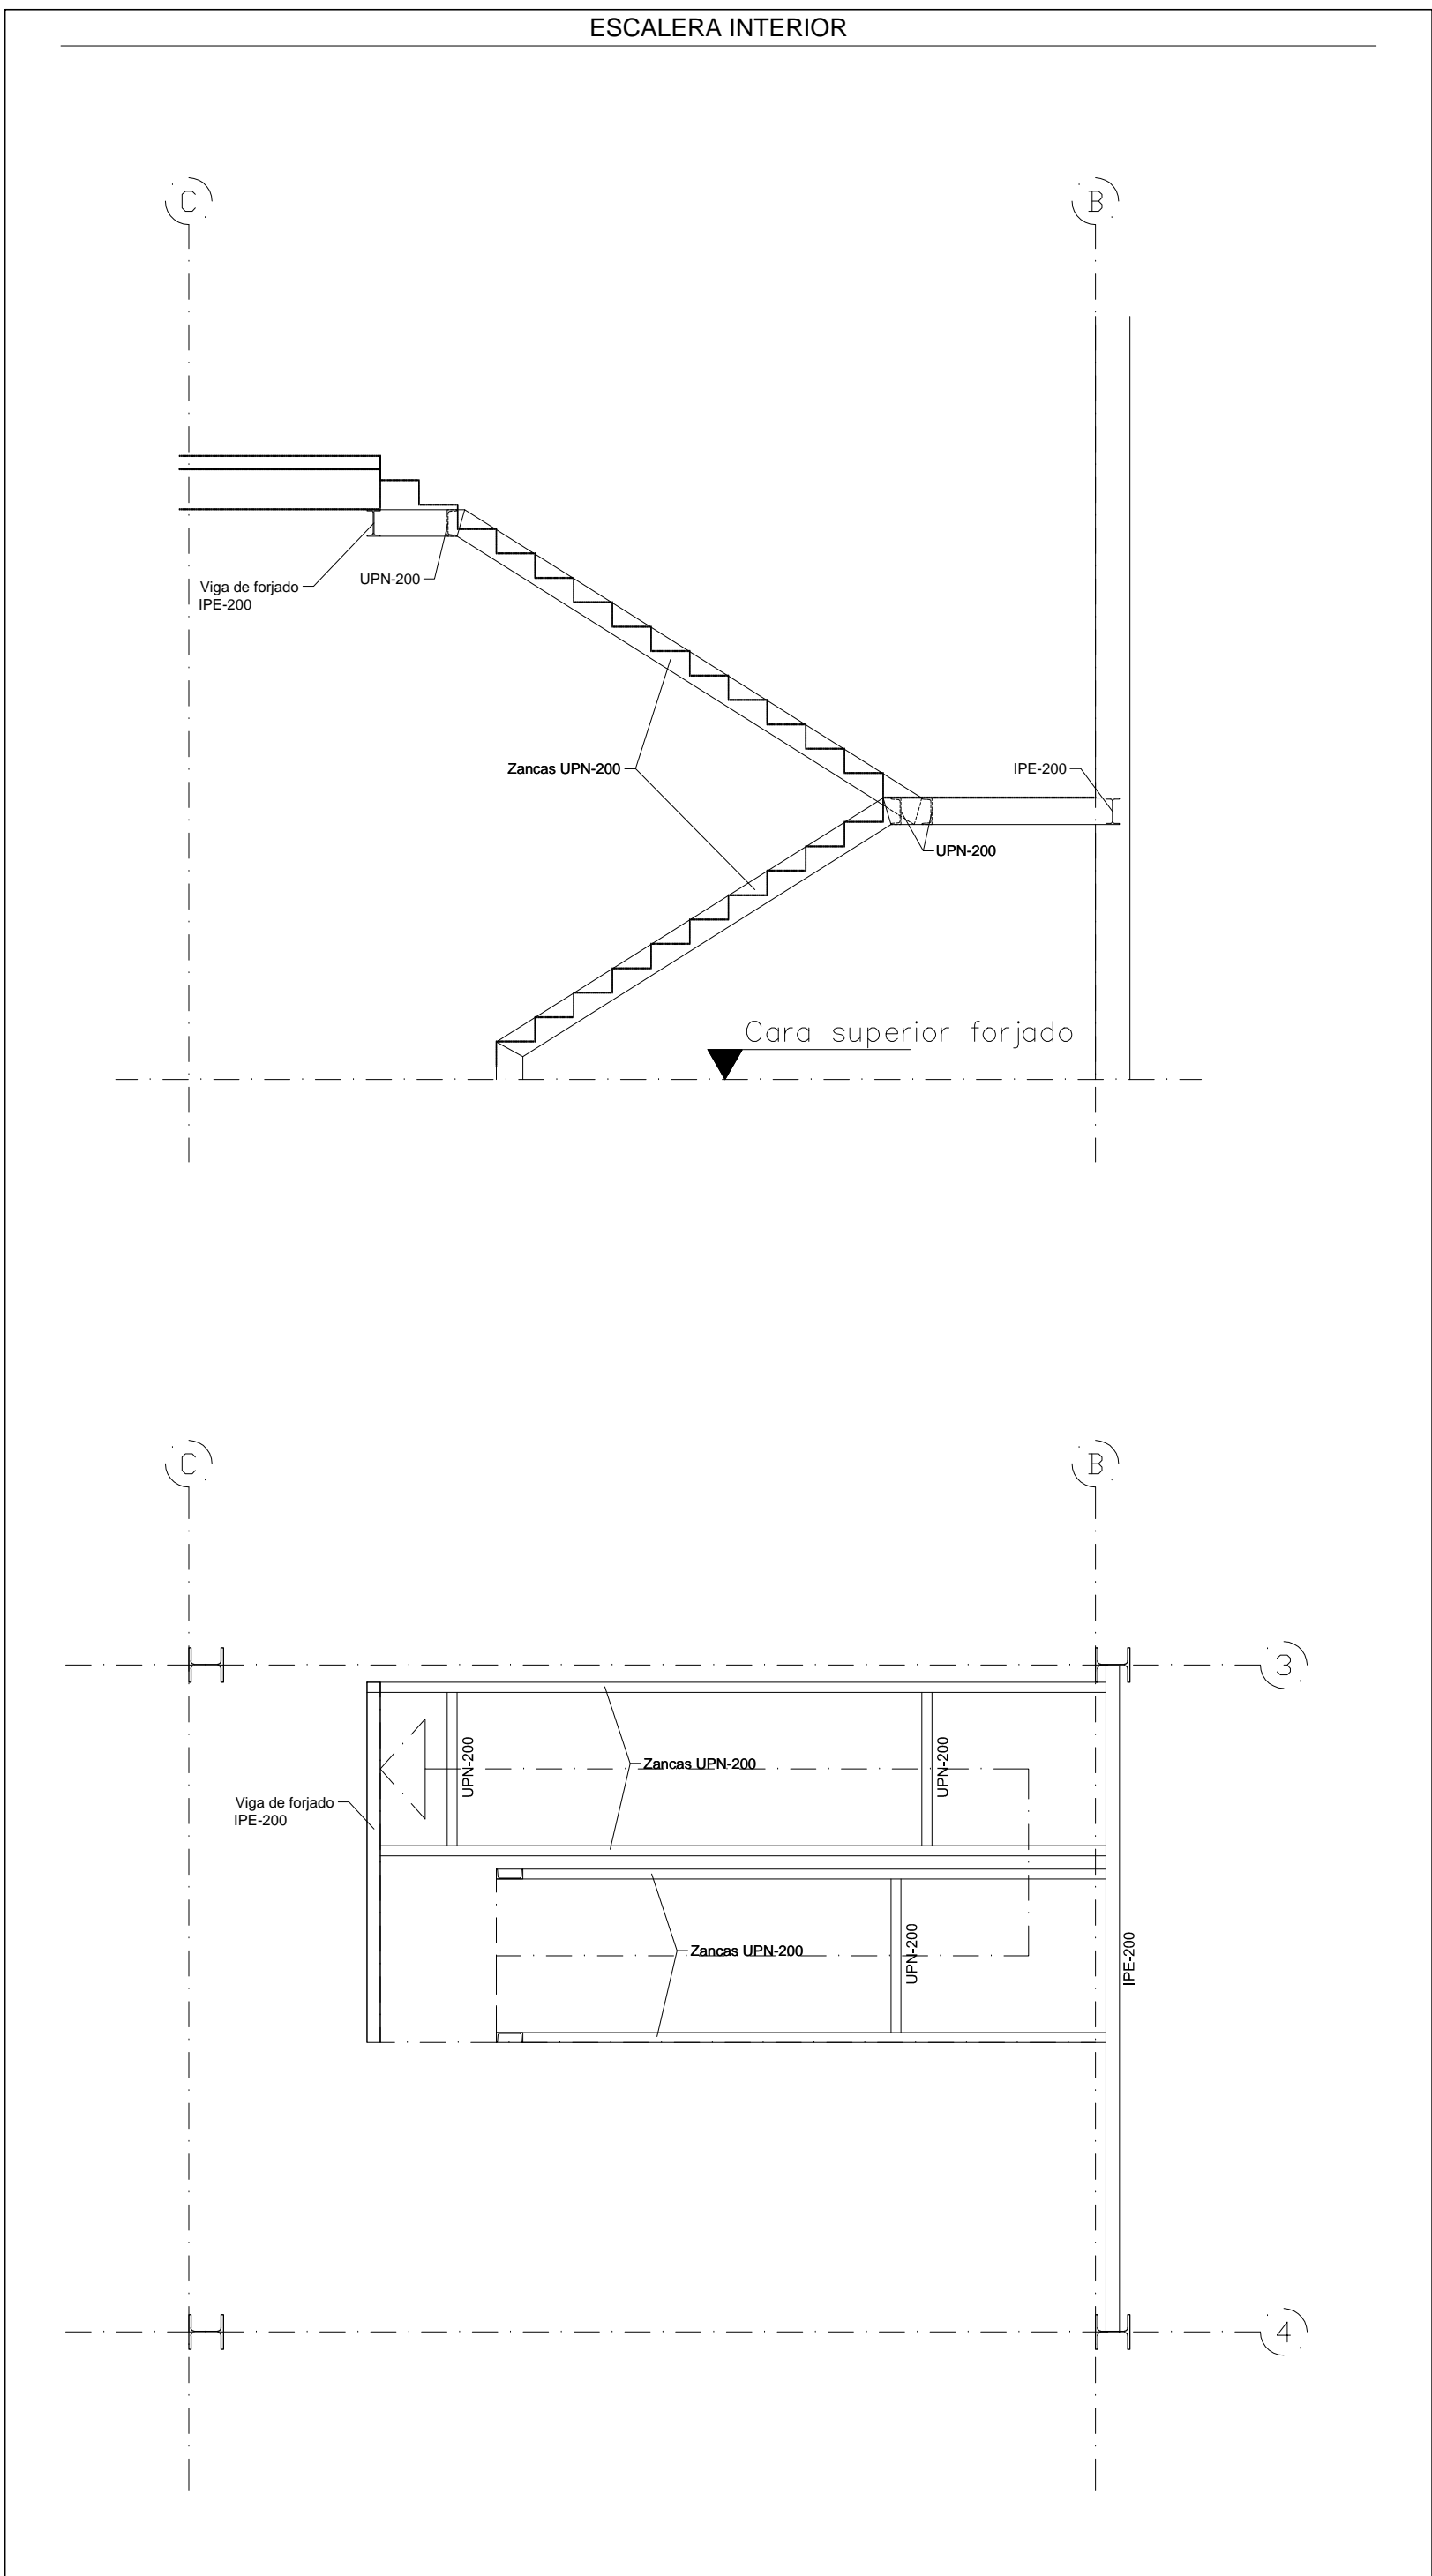 ESCALERA INTERIOR
C
B
Viga de forjado
IPE-200
UPN-200
Zancas UPN-200
IPE-200
UPN-200
Cara superior forjado
C
B
3
UPN-200
Zancas UPN-200
UPN-200
Viga de forjado
IPE-200
Zancas UPN-200
UPN-200
IPE-200
4